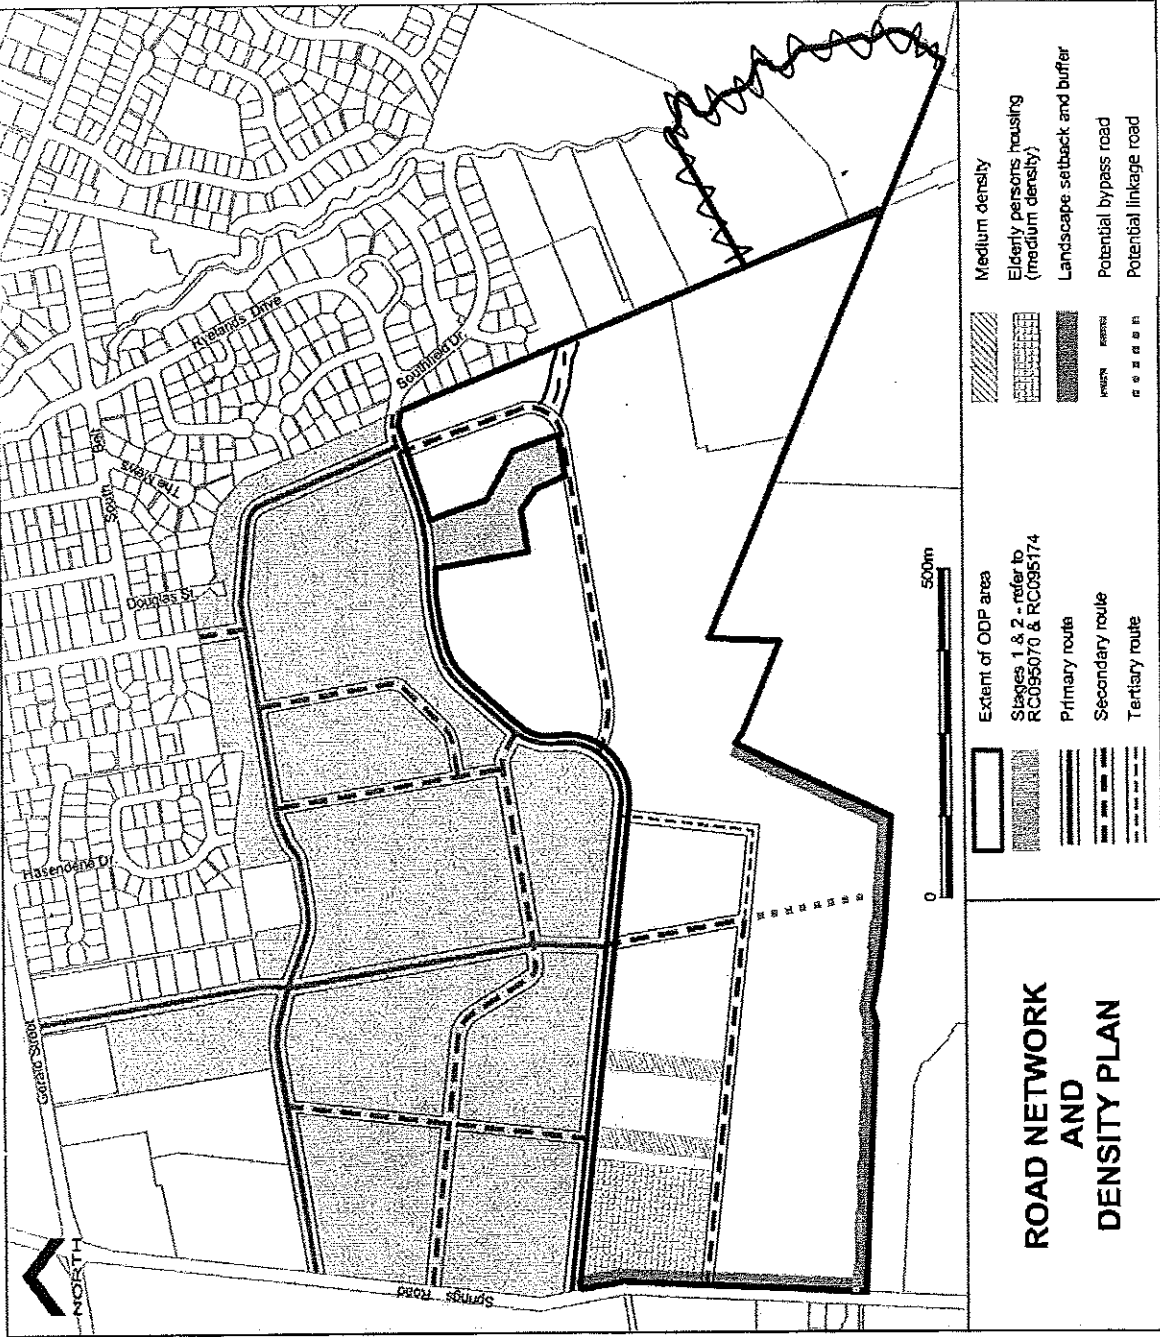 NORTH
Gerald Street
Hasendene Dr.
Douglas St.
South
Bel
The Mews
Ryelands Drive
Southfield Dr.
Springs Road
0
500m
ROAD NETWORK
AND
DENSITY PLAN
Extent of ODP area
Stages 1 & 2 - refer to
RC095070 & RC095174
Primary route
Secondary route
Tertiary route
Medium density
Elderly persons housing
(medium density)
Landscape setback and buffer
Potential bypass road
Potential linkage road